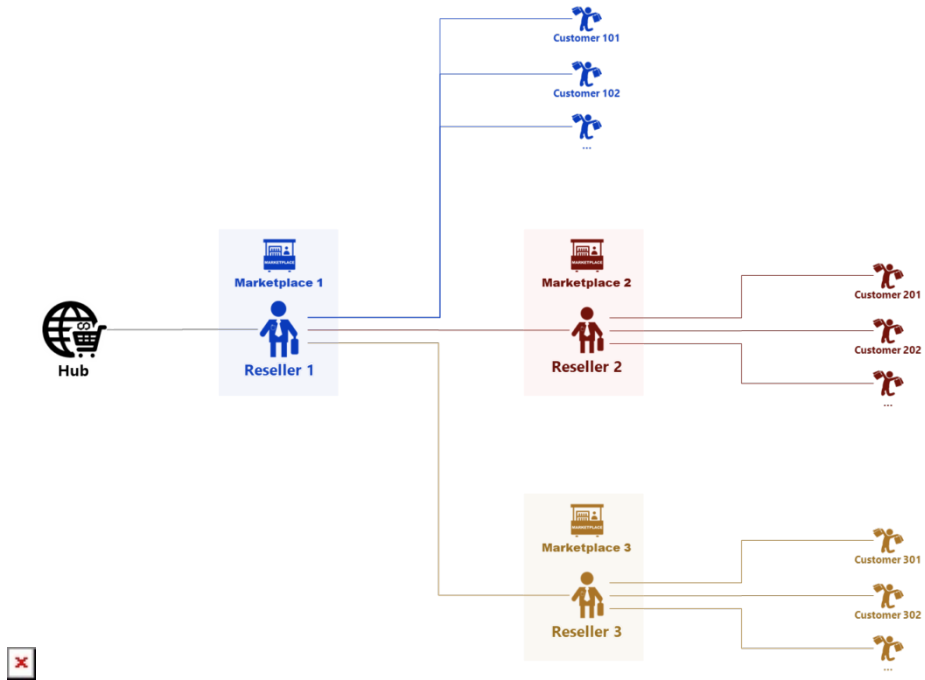 Customer 101
Customer 102
...
MARKETPLACE
Marketplace 1
Reseller 1
Hub
MARKETPLACE
Marketplace 2
Reseller 2
Customer 201
Customer 202
...
MARKETPLACE
Marketplace 3
Reseller 3
Customer 301
Customer 302
...